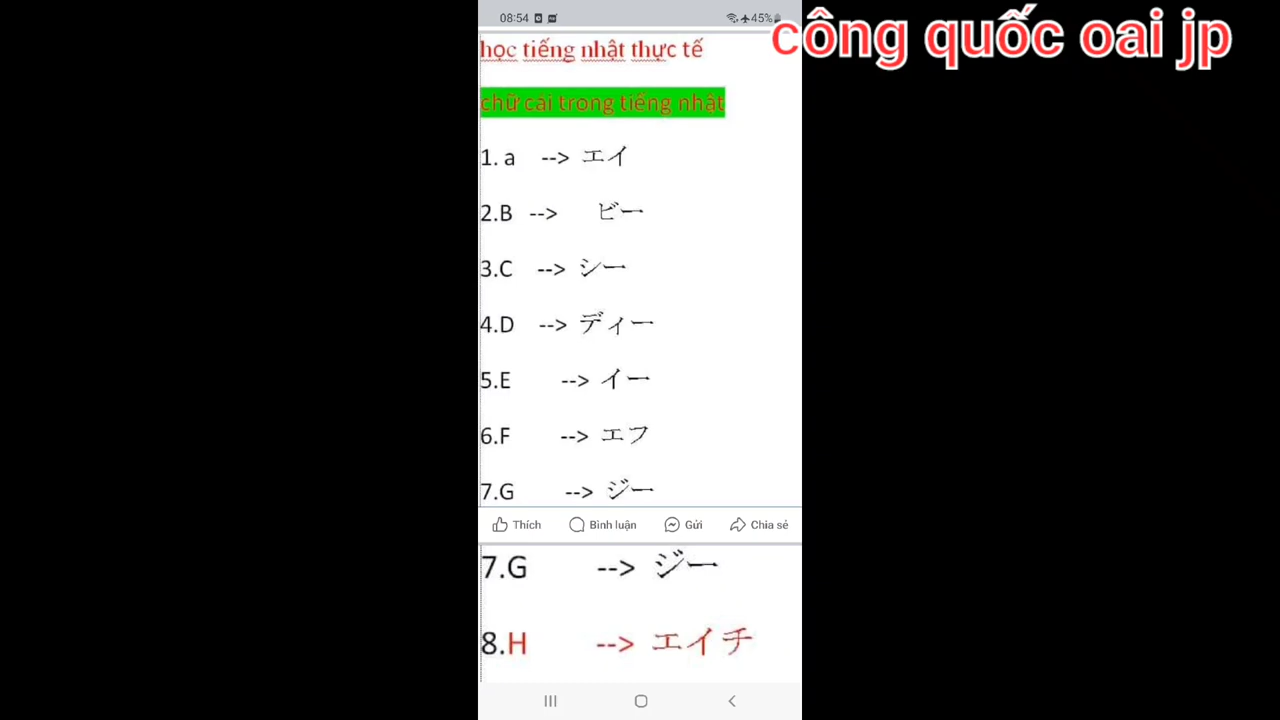 08:54 45%
công quốc oai jp
học tiếng nhật thực tế
chữ cái trong tiếng nhật
1. a --> エイ
2.B --> ビー
3.C --> シー
4.D --> ディー
5.E --> イー
6.F --> エフ
7.G --> ジー
Thích Bình luận Gửi Chia sẻ
7.G --> ジー
8.H --> エイチ